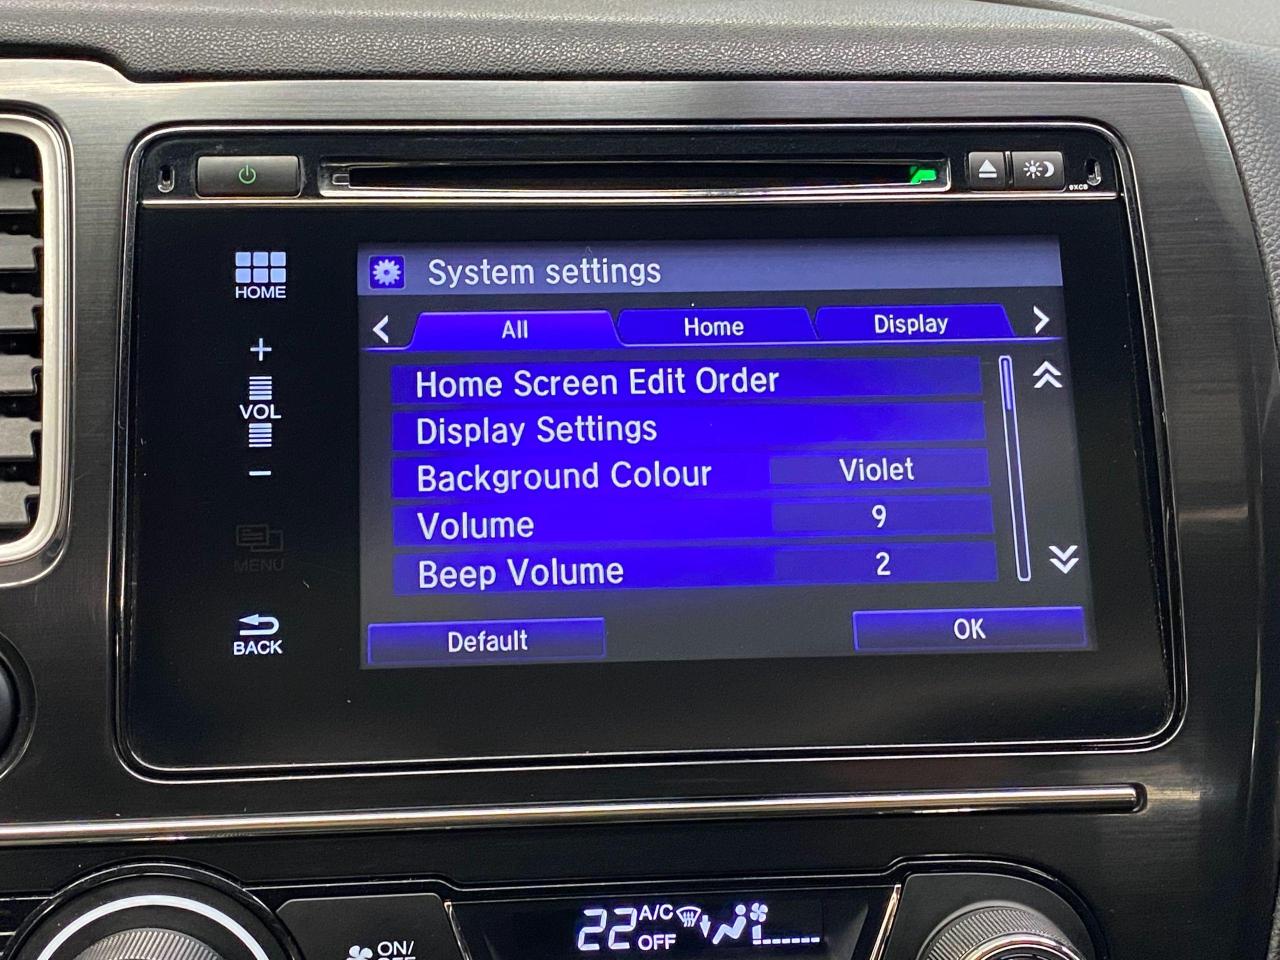 HOME
+
VOL
−
MENU
BACK
System settings
All
Home
Display
Home Screen Edit Order
Display Settings
Background Colour Violet
Volume 9
Beep Volume 2
Default
OK
22 A/C OFF
ON/